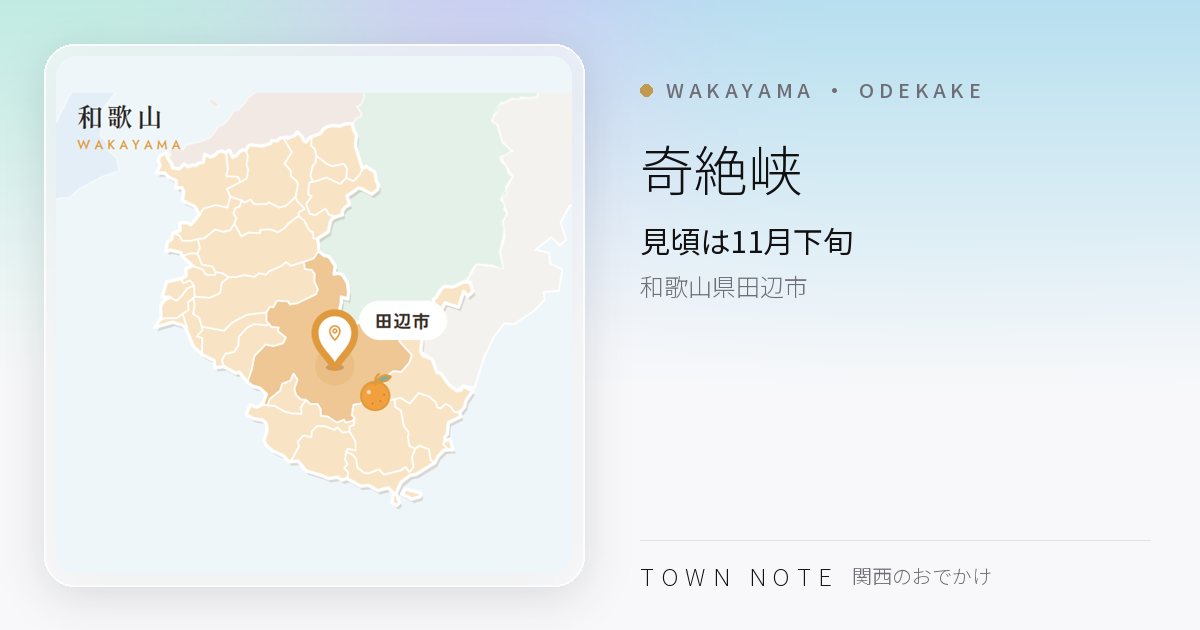 和歌山
WAKAYAMA
田辺市
WAKAYAMA • ODEKAKE
奇絶峡
見頃は11月下旬
和歌山県田辺市
TOWN NOTE 関西のおでかけ